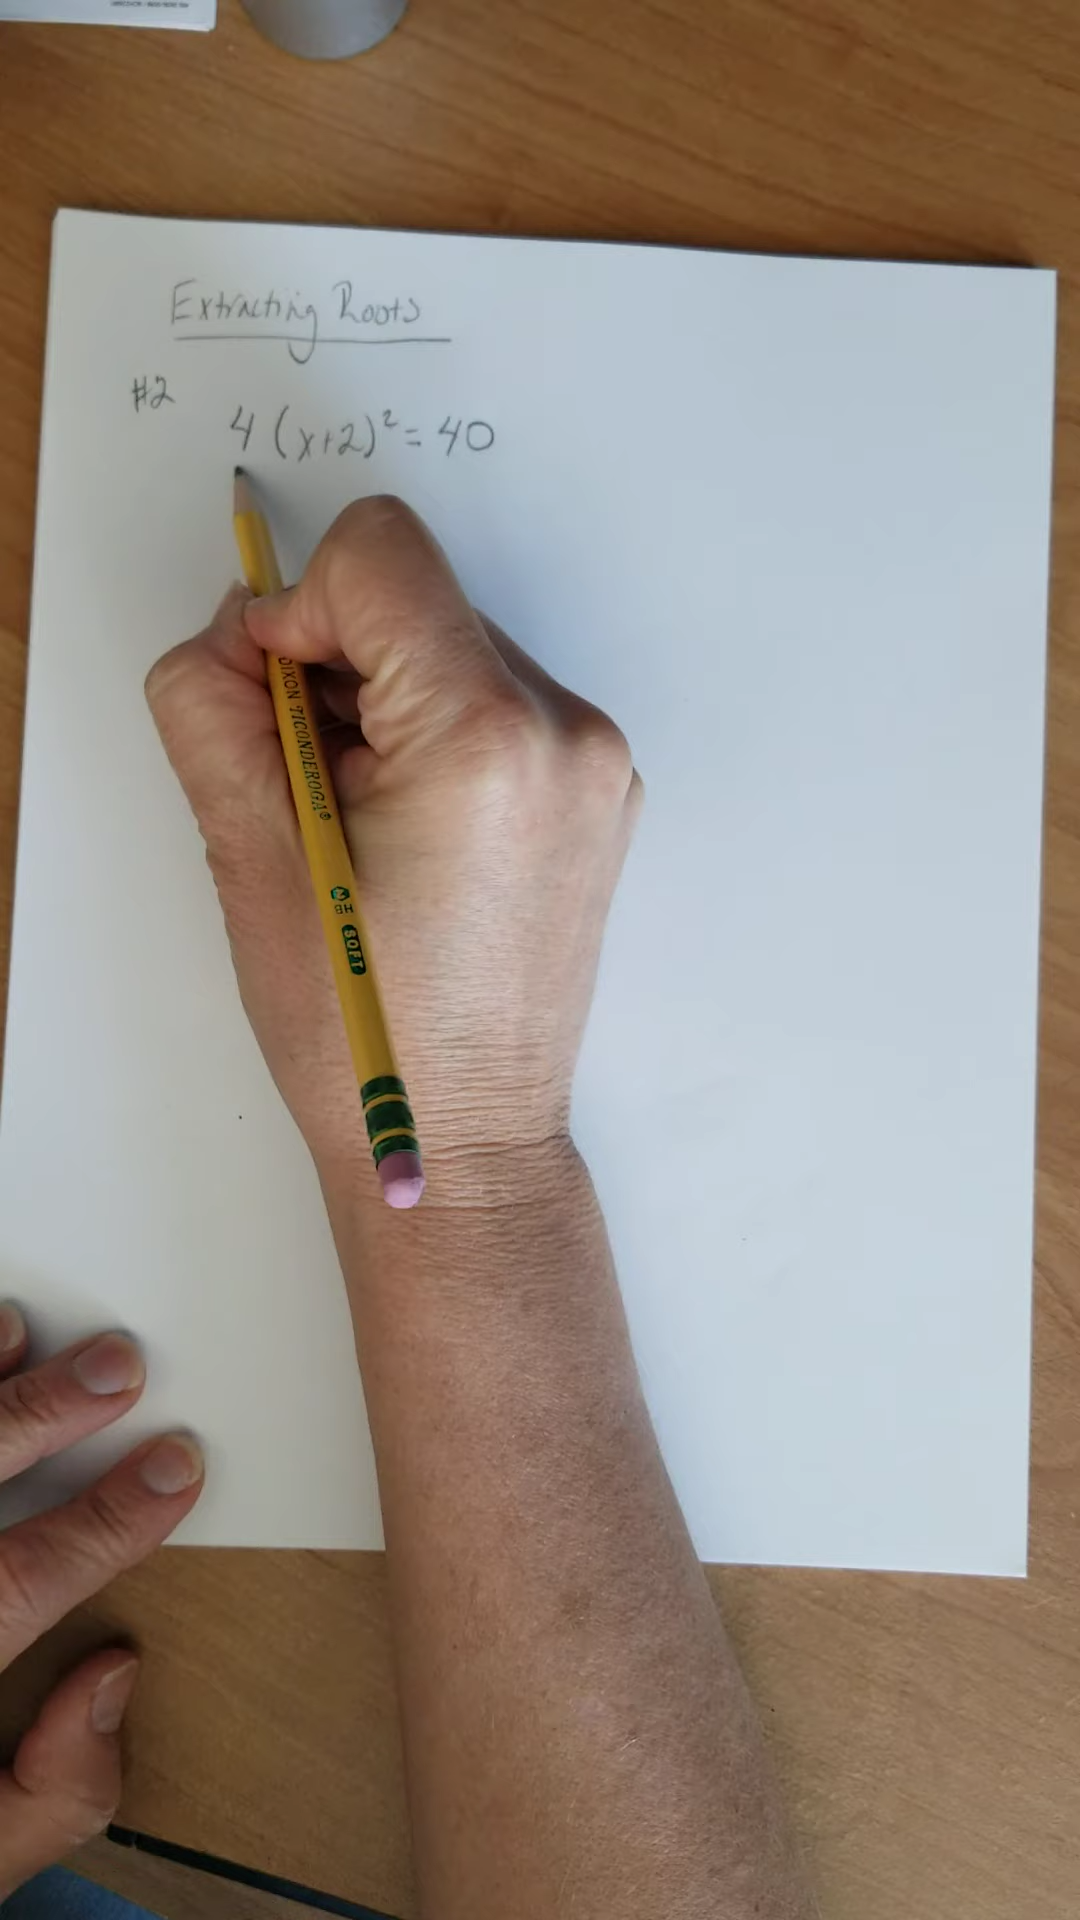 Extracting Roots
#2
4 (x+2)² = 40
DIXON TICONDEROGA®
HB
SOFT